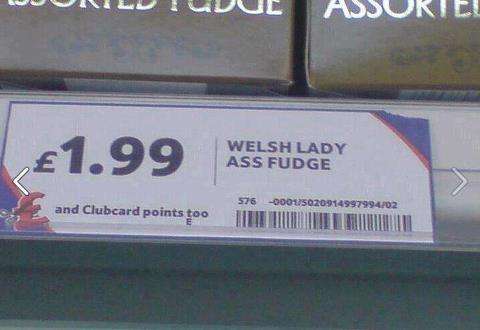 ASSORTED FUDGE
ASSORTED
£1.99
WELSH LADY
ASS FUDGE
576 -0001/5020914997994/02
and Clubcard points too
E